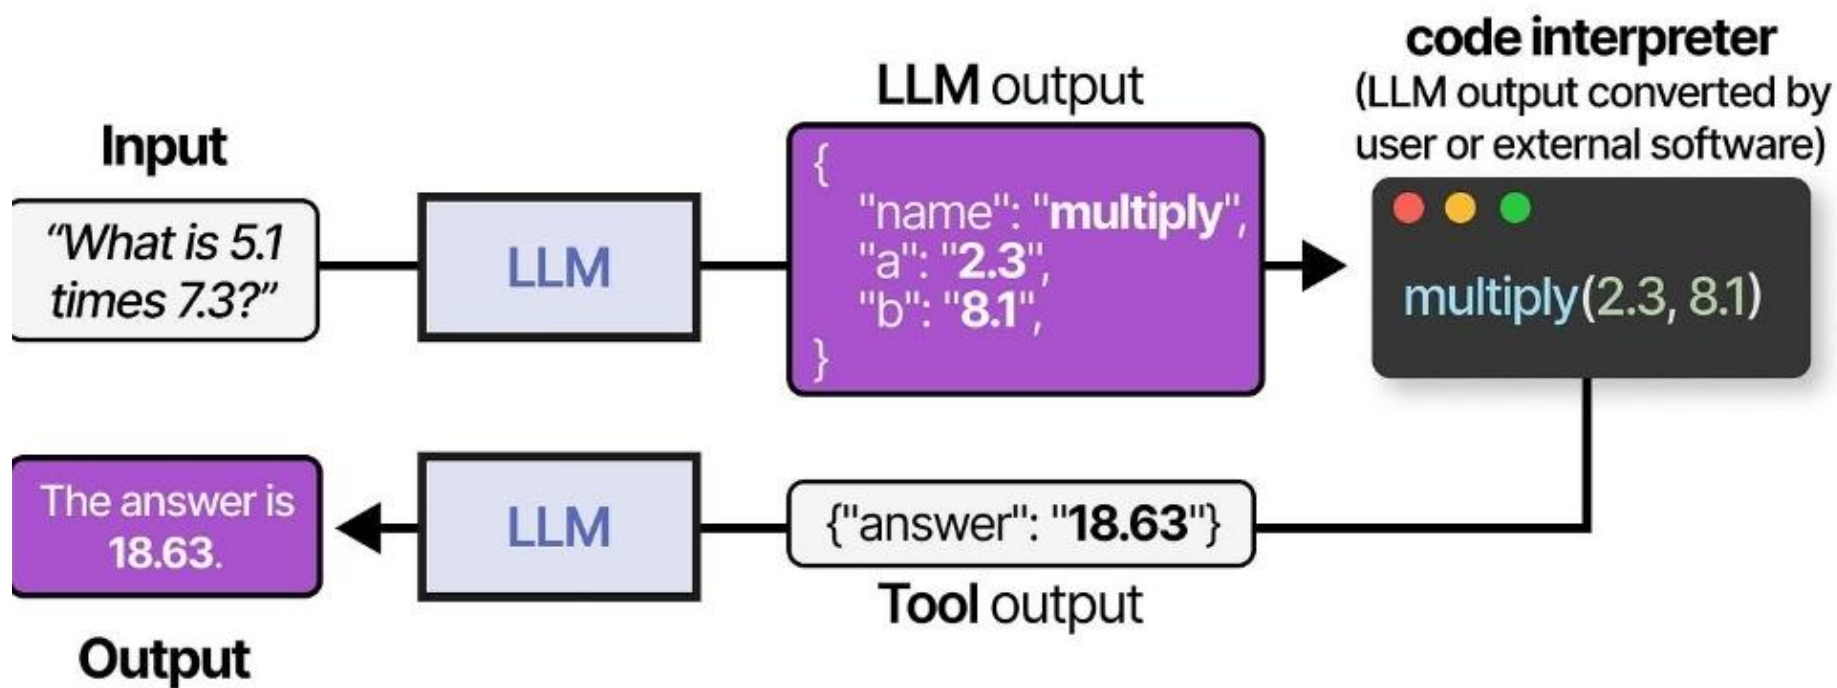 Input
“What is 5.1
times 7.3?”
LLM
LLM output
{
"name": "multiply",
"a": "2.3",
"b": "8.1",
}
code interpreter
(LLM output converted by
user or external software)
multiply(2.3, 8.1)
{"answer": "18.63"}
Tool output
LLM
The answer is
18.63.
Output